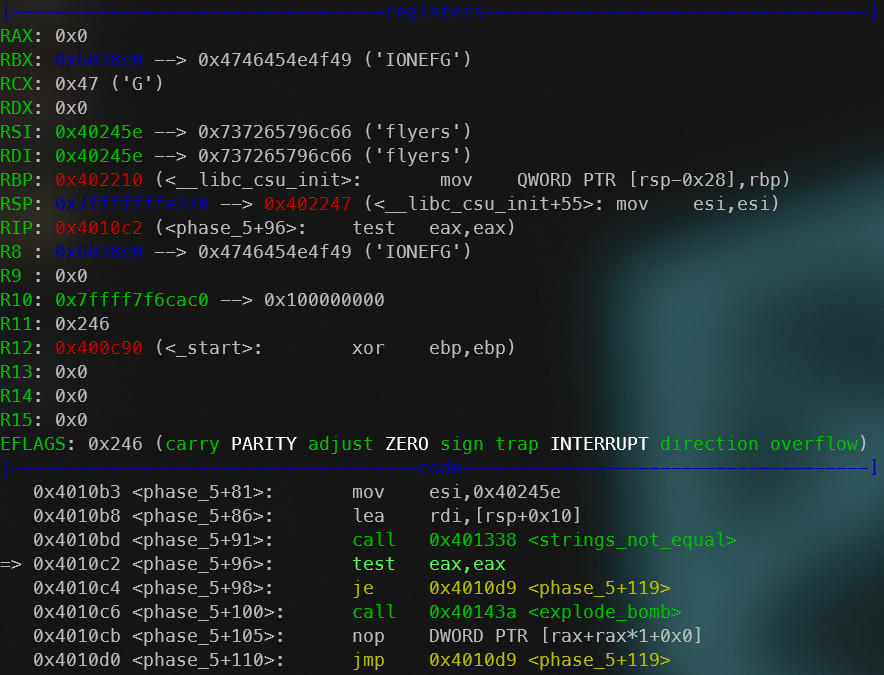 [----------------------------------registers-----------------------------------]
RAX: 0x0
RBX: 0x6038c0 --> 0x4746454e4f49 ('IONEFG')
RCX: 0x47 ('G')
RDX: 0x0
RSI: 0x40245e --> 0x737265796c66 ('flyers')
RDI: 0x40245e --> 0x737265796c66 ('flyers')
RBP: 0x402210 (<__libc_csu_init>: mov QWORD PTR [rsp-0x28],rbp)
RSP: 0x7fffffffe270 --> 0x402247 (<__libc_csu_init+55>: mov esi,esi)
RIP: 0x4010c2 (<phase_5+96>: test eax,eax)
R8 : 0x6038c0 --> 0x4746454e4f49 ('IONEFG')
R9 : 0x0
R10: 0x7ffff7f6cac0 --> 0x100000000
R11: 0x246
R12: 0x400c90 (<_start>: xor ebp,ebp)
R13: 0x0
R14: 0x0
R15: 0x0
EFLAGS: 0x246 (carry PARITY adjust ZERO sign trap INTERRUPT direction overflow)
[-------------------------------------code-------------------------------------]
0x4010b3 <phase_5+81>: mov esi,0x40245e
0x4010b8 <phase_5+86>: lea rdi,[rsp+0x10]
0x4010bd <phase_5+91>: call 0x401338 <strings_not_equal>
=> 0x4010c2 <phase_5+96>: test eax,eax
0x4010c4 <phase_5+98>: je 0x4010d9 <phase_5+119>
0x4010c6 <phase_5+100>: call 0x40143a <explode_bomb>
0x4010cb <phase_5+105>: nop DWORD PTR [rax+rax*1+0x0]
0x4010d0 <phase_5+110>: jmp 0x4010d9 <phase_5+119>